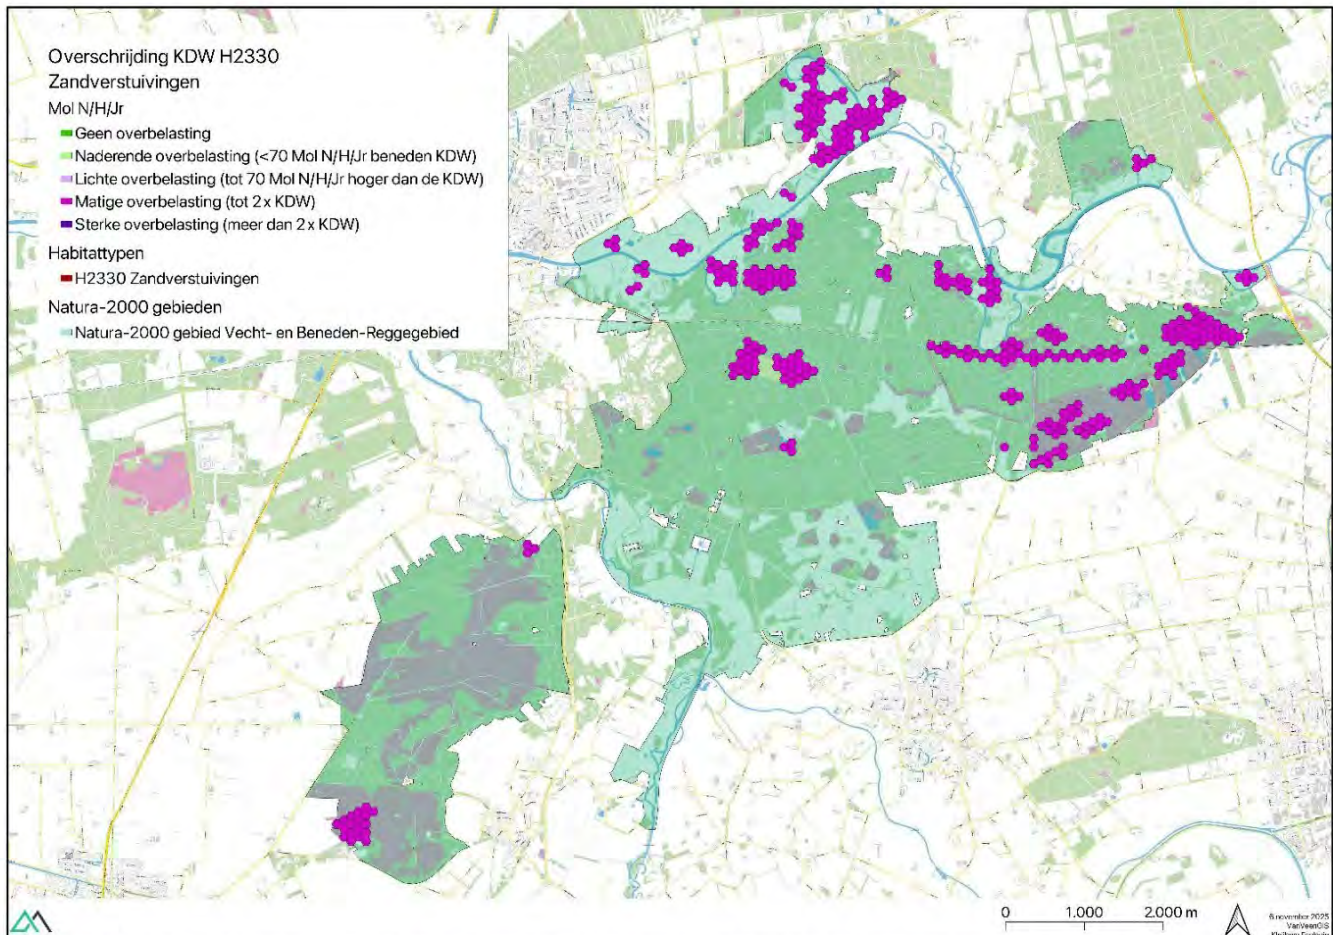 Overschrijding KDW H2330
Zandverstuivingen
Mol N/H/Jr
Geen overbelasting
Naderende overbelasting (<70 Mol N/H/Jr beneden KDW)
Lichte overbelasting (tot 70 Mol N/H/Jr hoger dan de KDW)
Matige overbelasting (tot 2x KDW)
Sterke overbelasting (meer dan 2x KDW)
Habitattypen
H2330 Zandverstuivingen
Natura-2000 gebieden
Natura-2000 gebied Vecht- en Beneden-Reggegebied
0 1.000 2.000 m
6 november 2025
VanVeenGIS